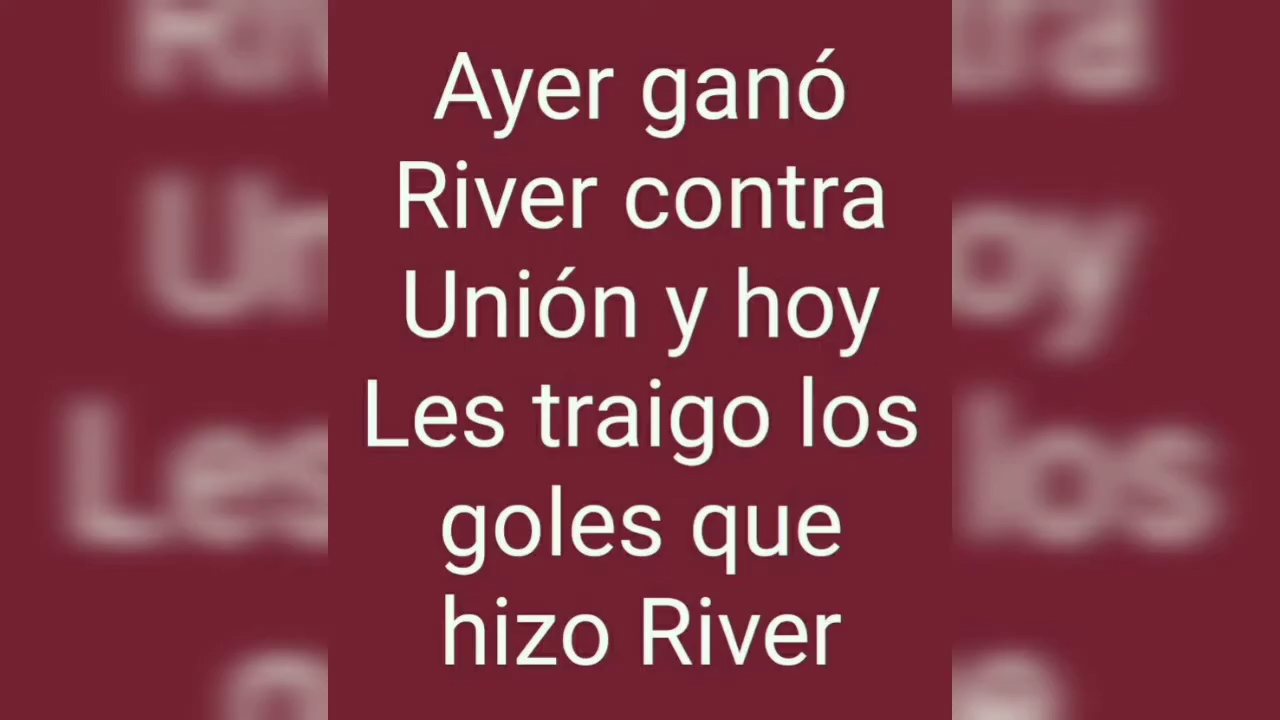 Ayer ganó
River contra
Unión y hoy
Les traigo los
goles que
hizo River